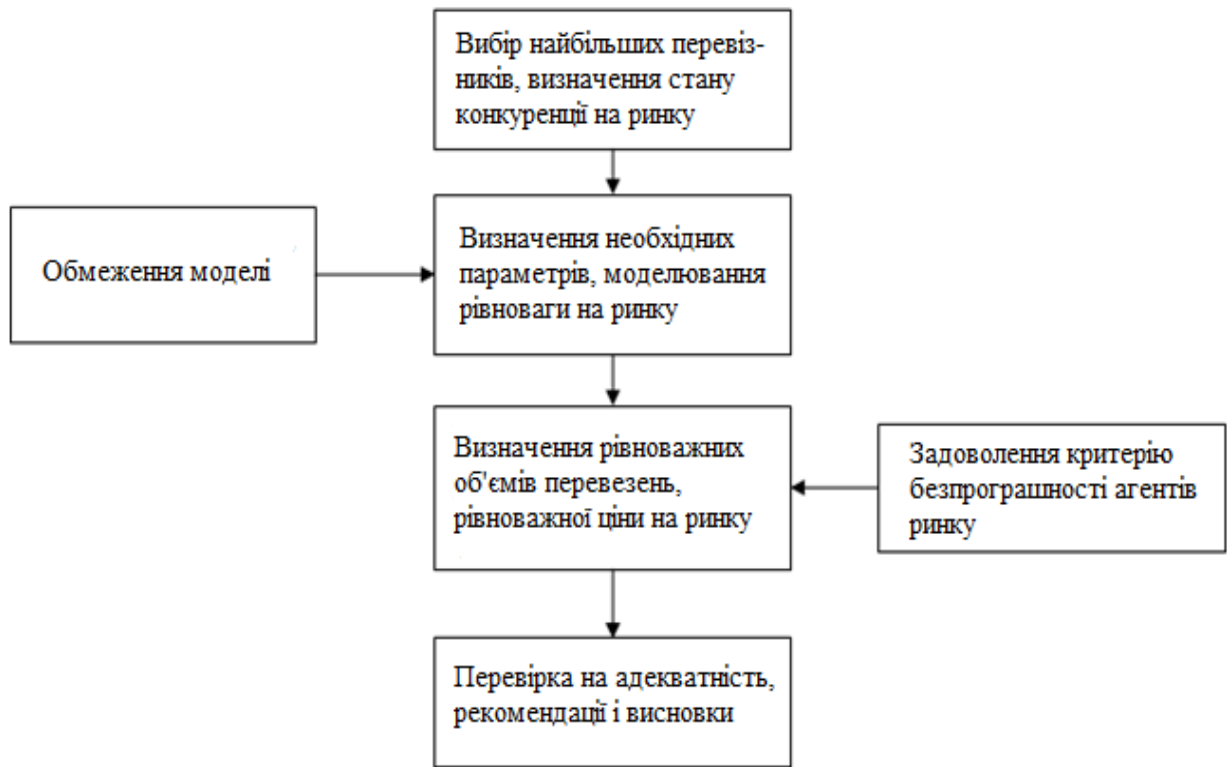 Вибір найбільших перевіз-
ників, визначення стану
конкуренції на ринку
Обмеження моделі
Визначення необхідних
параметрів, моделювання
рівноваги на ринку
Визначення рівноважних
об'ємів перевезень,
рівноважної ціни на ринку
Задоволення критерію
безпрограшності агентів
ринку
Перевірка на адекватність,
рекомендації і висновки